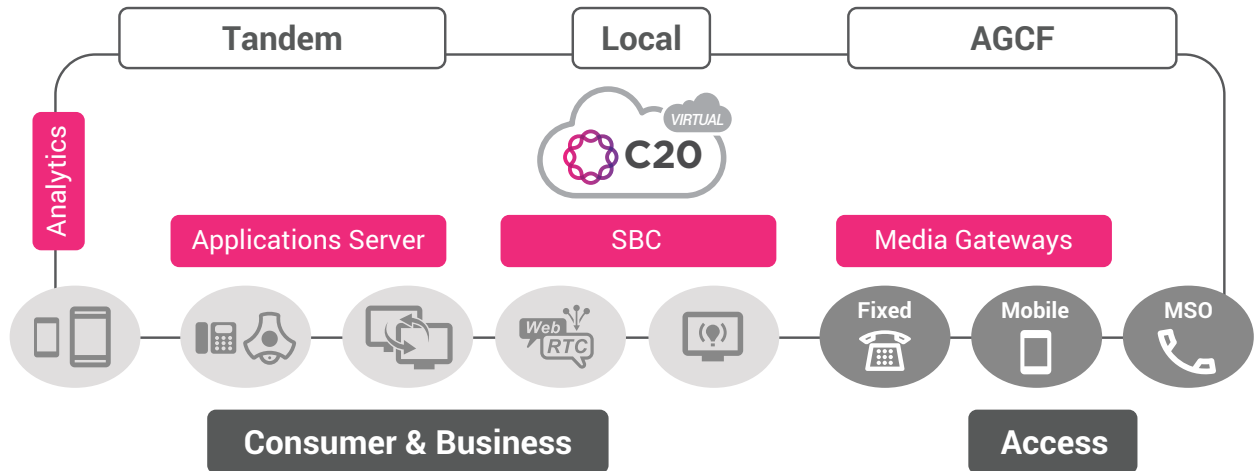 Tandem
Local
AGCF
VIRTUAL
C20
Analytics
Applications Server
SBC
Media Gateways
Web
RTC
Fixed
Mobile
MSO
Consumer & Business
Access